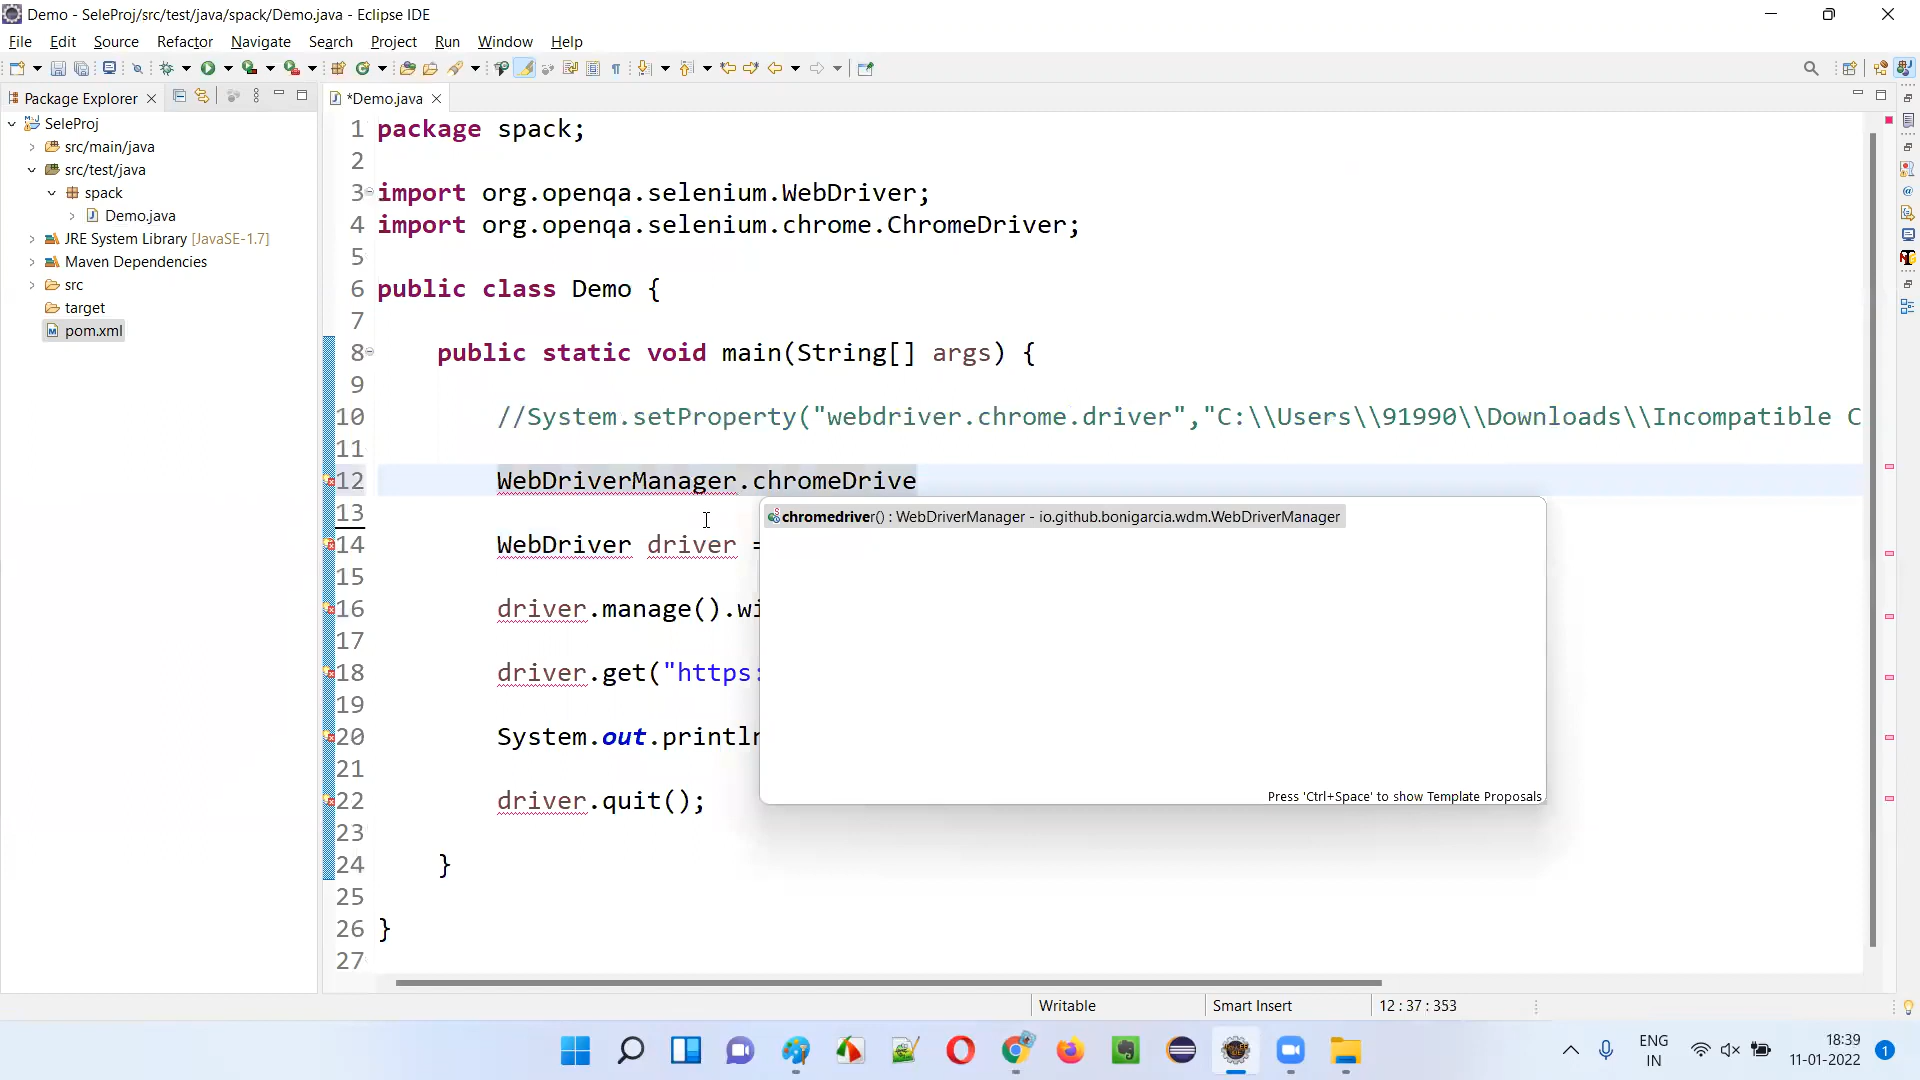 Demo - SeleProj/src/test/java/spack/Demo.java - Eclipse IDE
File Edit Source Refactor Navigate Search Project Run Window Help
Package Explorer
*Demo.java
SeleProj
src/main/java
src/test/java
spack
Demo.java
JRE System Library [JavaSE-1.7]
Maven Dependencies
src
target
pom.xml
1 package spack;
2
3 import org.openqa.selenium.WebDriver;
4 import org.openqa.selenium.chrome.ChromeDriver;
5
6 public class Demo {
7
8 public static void main(String[] args) {
9
10 //System.setProperty("webdriver.chrome.driver","C:\\Users\\91990\\Downloads\\Incompatible C
11
12 WebDriverManager.chromeDrive
13
chromedriver() : WebDriverManager - io.github.bonigarcia.wdm.WebDriverManager
14 WebDriver driver =
15
16 driver.manage().wi
17
18 driver.get("https:
19
20 System.out.println
21
Press 'Ctrl+Space' to show Template Proposals
22 driver.quit();
23
24 }
25
26 }
27
Writable
Smart Insert
12 : 37 : 353
ENG
IN
18:39
11-01-2022
1